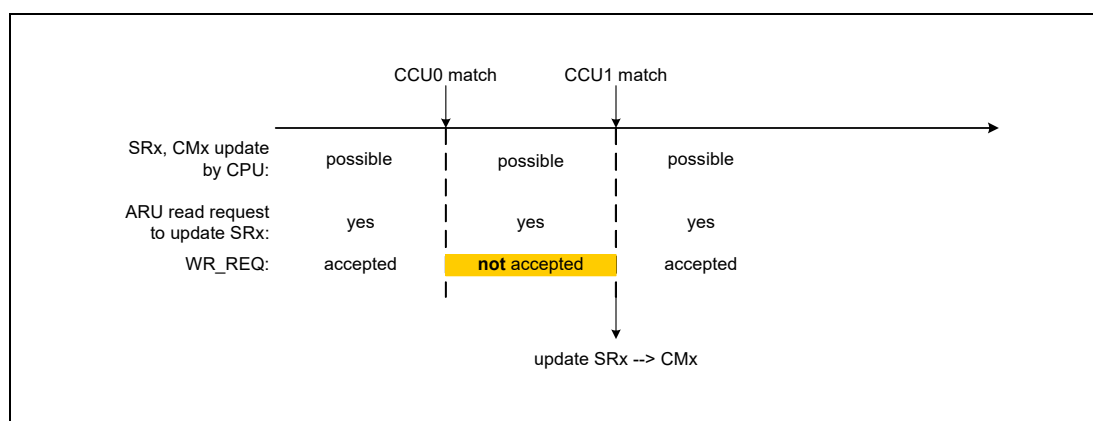 CCU0 match CCU1 match
SRx, CMx update
by CPU: possible possible possible
ARU read request
to update SRx: yes yes yes
WR_REQ: accepted not accepted accepted
update SRx --> CMx